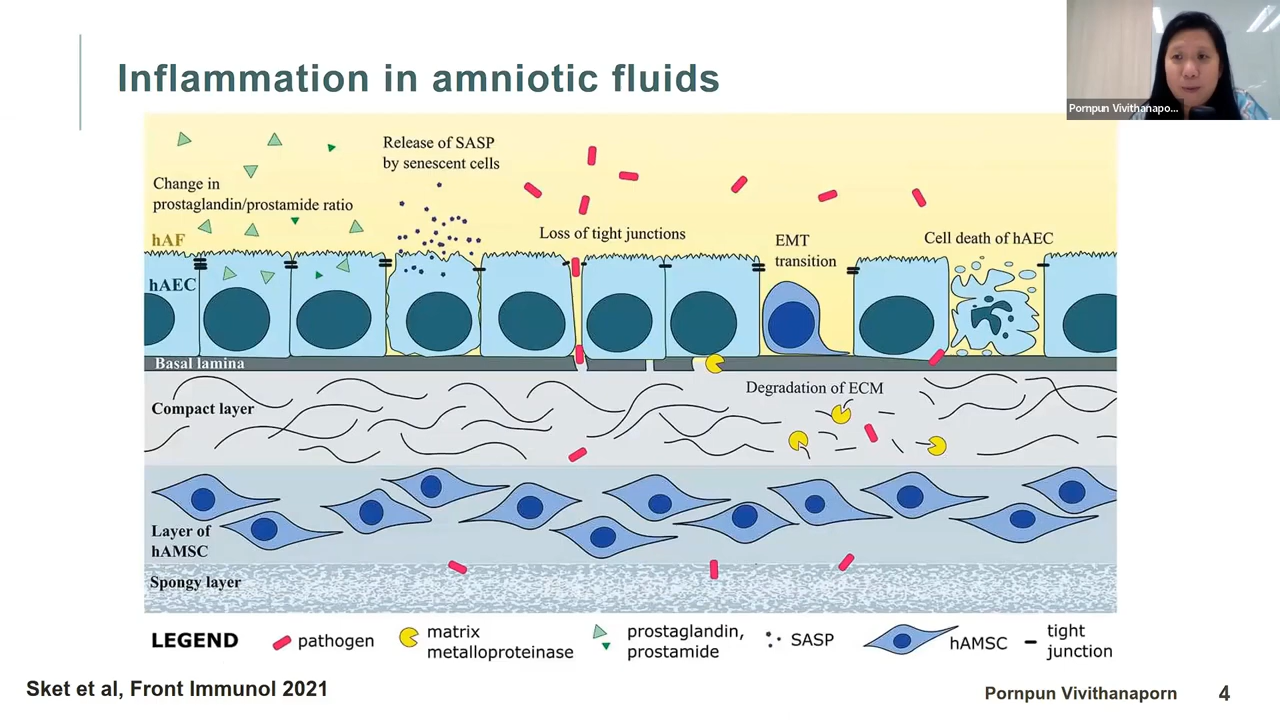 Inflammation in amniotic fluids
Pornpun Vivithanapo...
Release of SASP
by senescent cells
Change in
prostaglandin/prostamide ratio
Loss of tight junctions
EMT
transition
Cell death of hAEC
hAF
hAEC
Basal lamina
Degradation of ECM
Compact layer
Layer of
hAMSC
Spongy layer
LEGEND
pathogen
matrix
metalloproteinase
prostaglandin,
prostamide
SASP
hAMSC
tight
junction
Sket et al, Front Immunol 2021
Pornpun Vivithanaporn
4